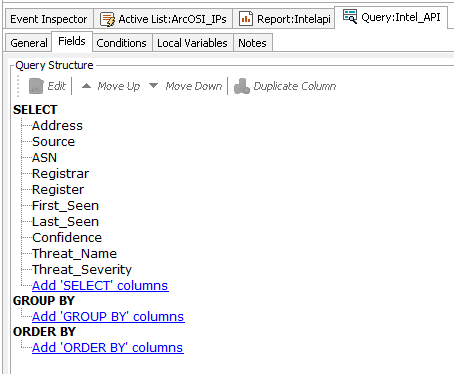 Event Inspector Active List:ArcOSI_IPs Report:Intelapi Query:Intel_API
General Fields Conditions Local Variables Notes
Query Structure
Edit Move Up Move Down Duplicate Column
SELECT
Address
Source
ASN
Registrar
Register
First_Seen
Last_Seen
Confidence
Threat_Name
Threat_Severity
Add 'SELECT' columns
GROUP BY
Add 'GROUP BY' columns
ORDER BY
Add 'ORDER BY' columns